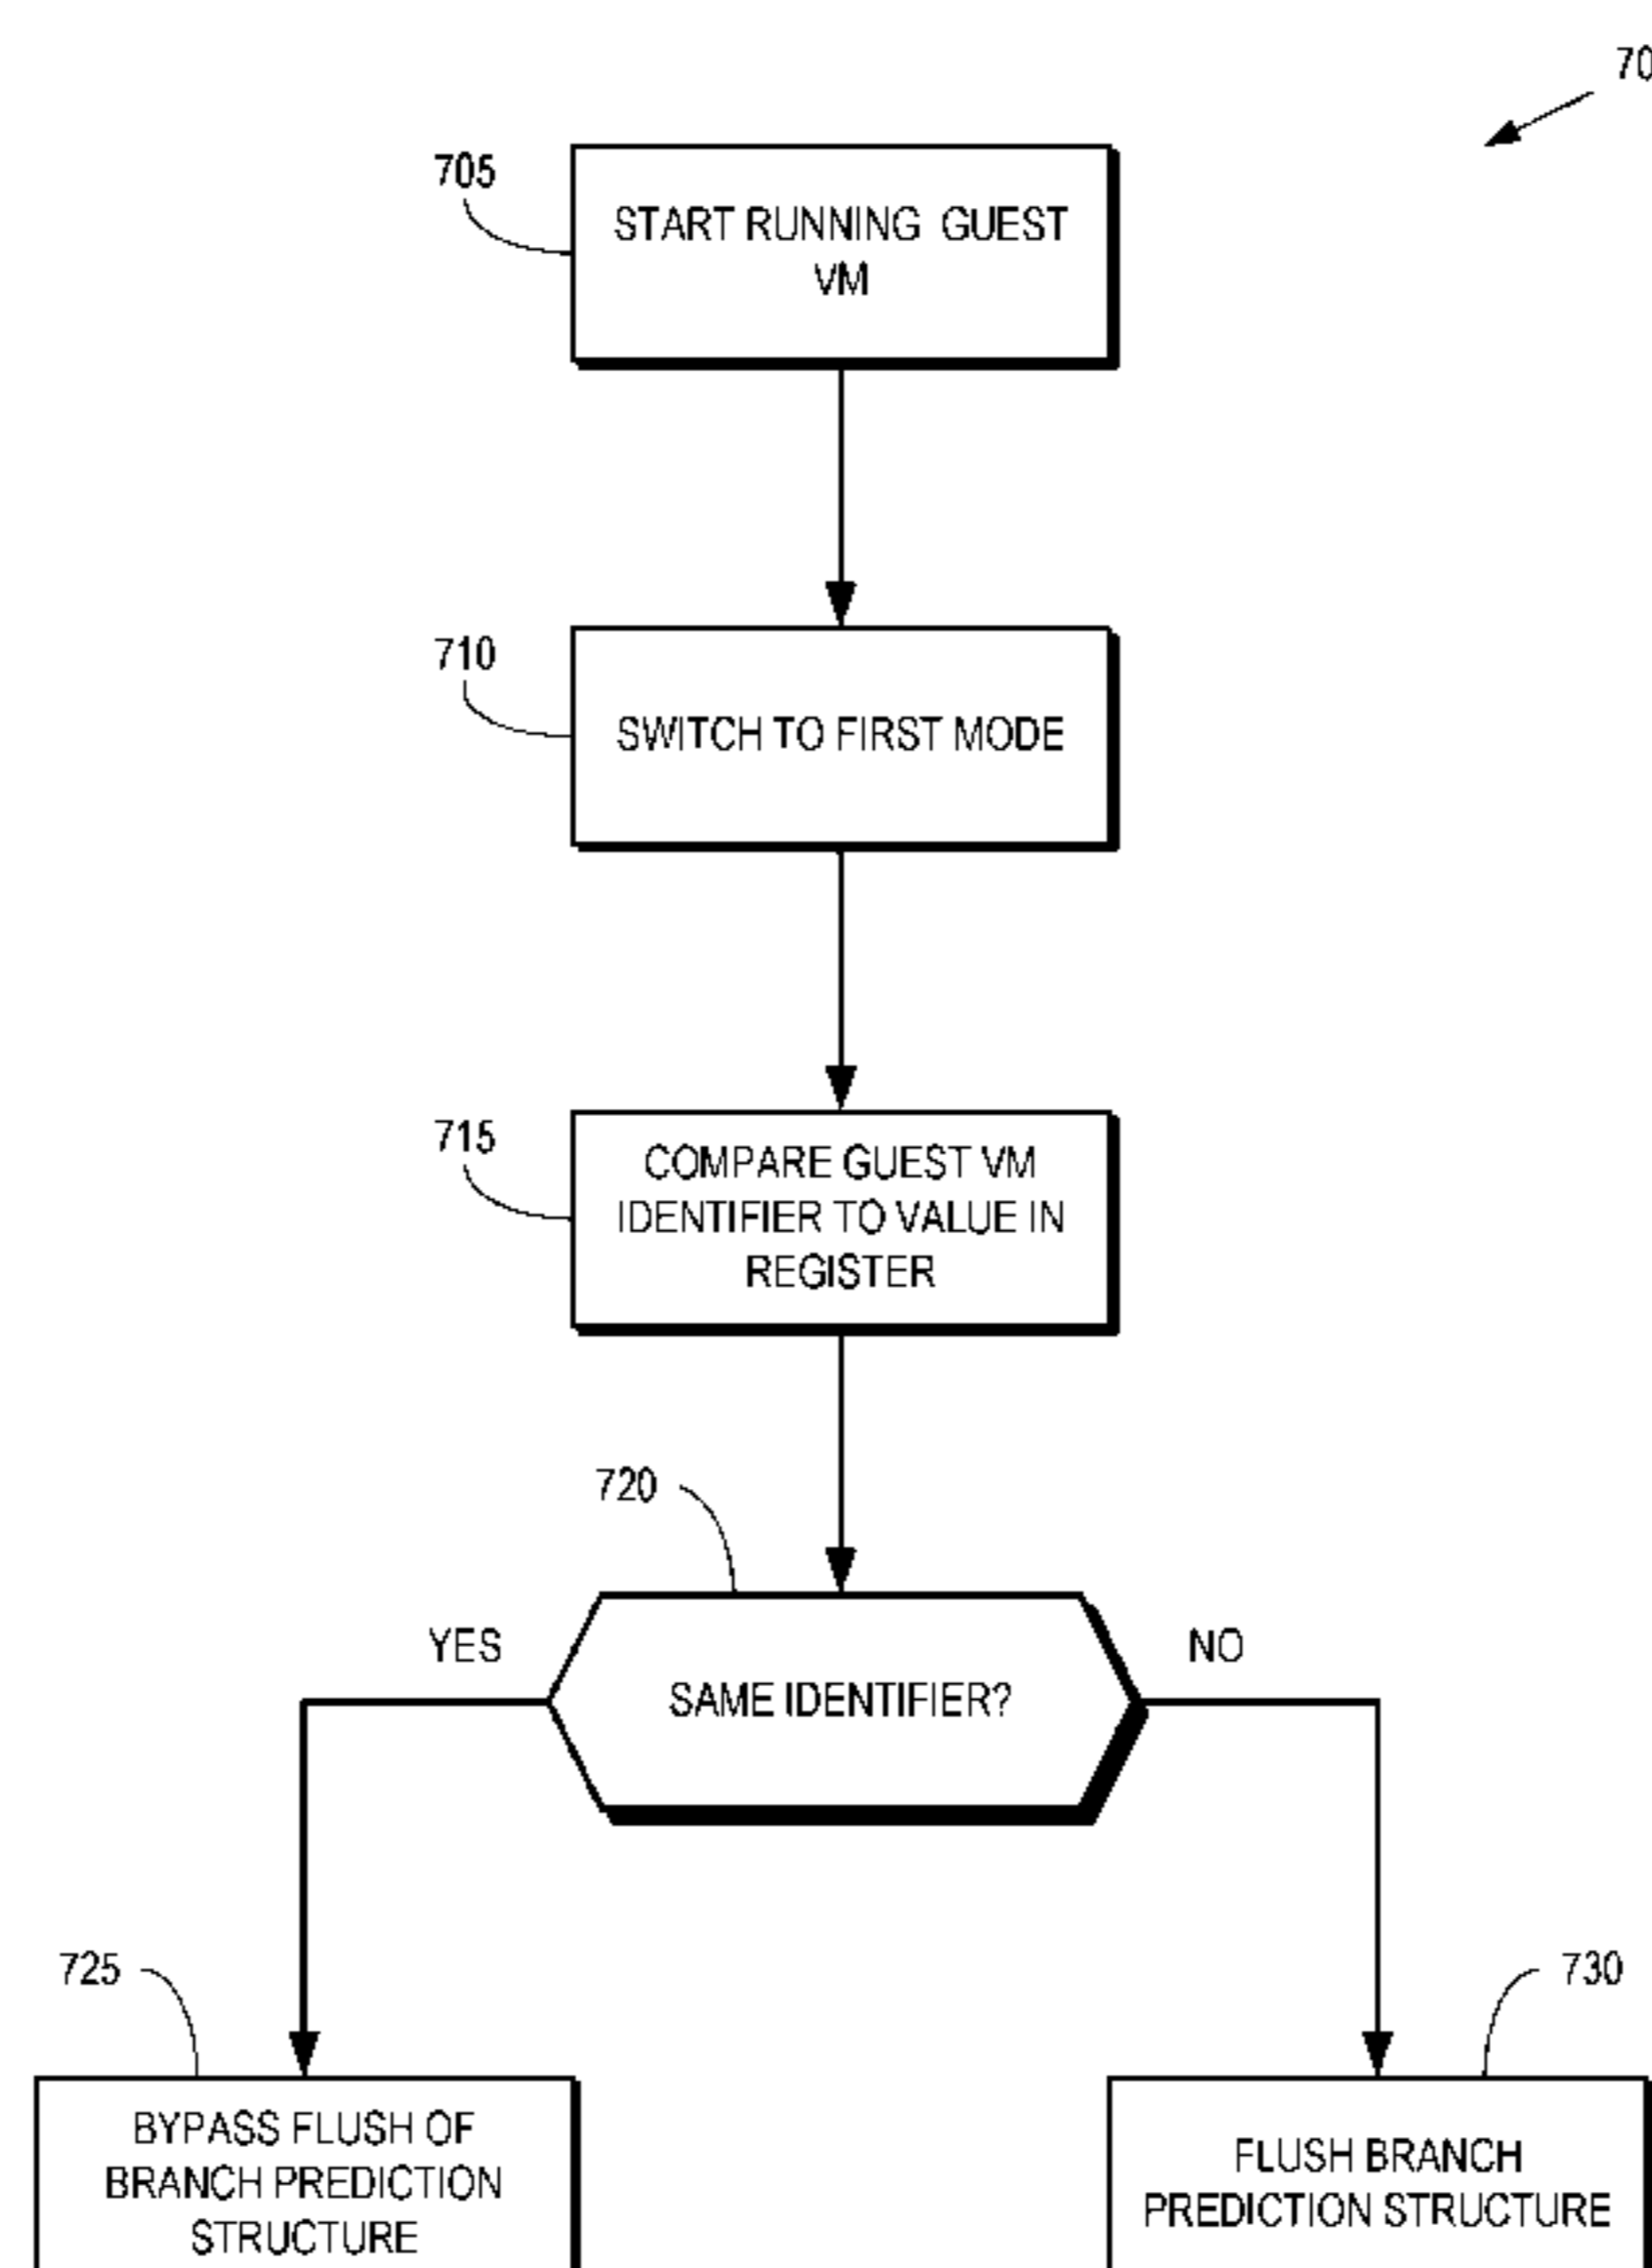 705
START RUNNING GUEST
VM
710
SWITCH TO FIRST MODE
715
COMPARE GUEST VM
IDENTIFIER TO VALUE IN
REGISTER
720
YES
SAME IDENTIFIER?
NO
725
BYPASS FLUSH OF
BRANCH PREDICTION
STRUCTURE
730
FLUSH BRANCH
PREDICTION STRUCTURE